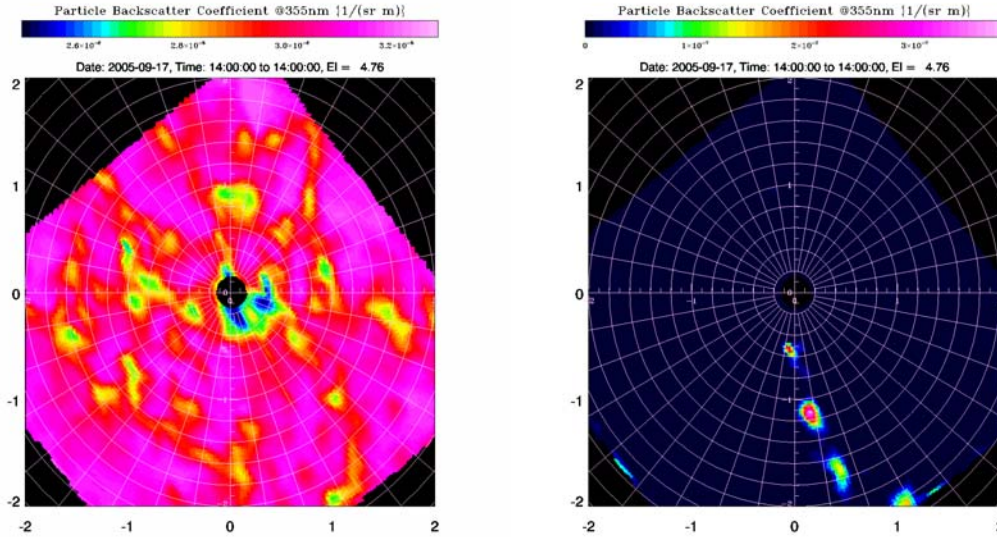 Particle Backscatter Coefficient @355nm {1/(sr m)}
Date: 2005-09-17, Time: 14:00:00 to 14:00:00, El = 4.76
2
1
0
-1
-2
-2 -1 0 1 2
Particle Backscatter Coefficient @355nm {1/(sr m)}
0
Date: 2005-09-17, Time: 14:00:00 to 14:00:00, El = 4.76
2
1
0
-1
-2
-2 -1 0 1 2